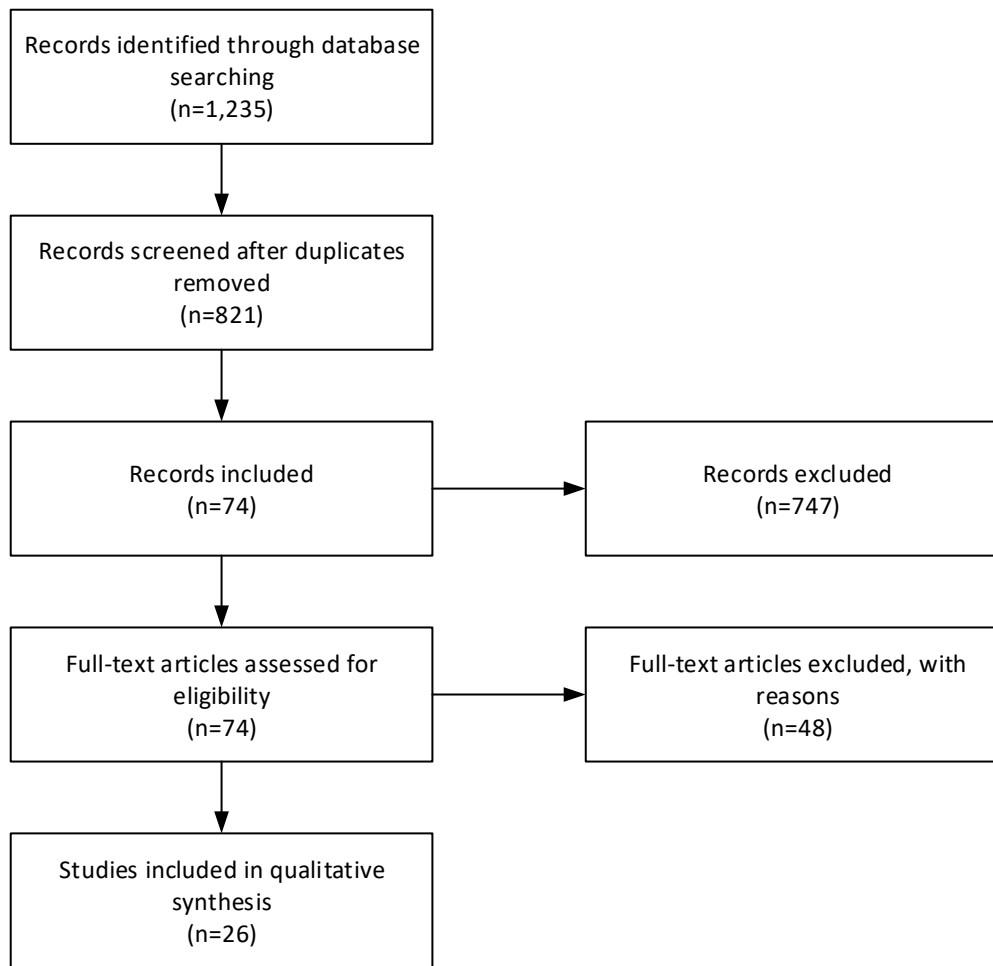 Records identified through database
searching
(n=1,235)
Records screened after duplicates
removed
(n=821)
Records included
(n=74)
Records excluded
(n=747)
Full-text articles assessed for
eligibility
(n=74)
Full-text articles excluded, with
reasons
(n=48)
Studies included in qualitative
synthesis
(n=26)